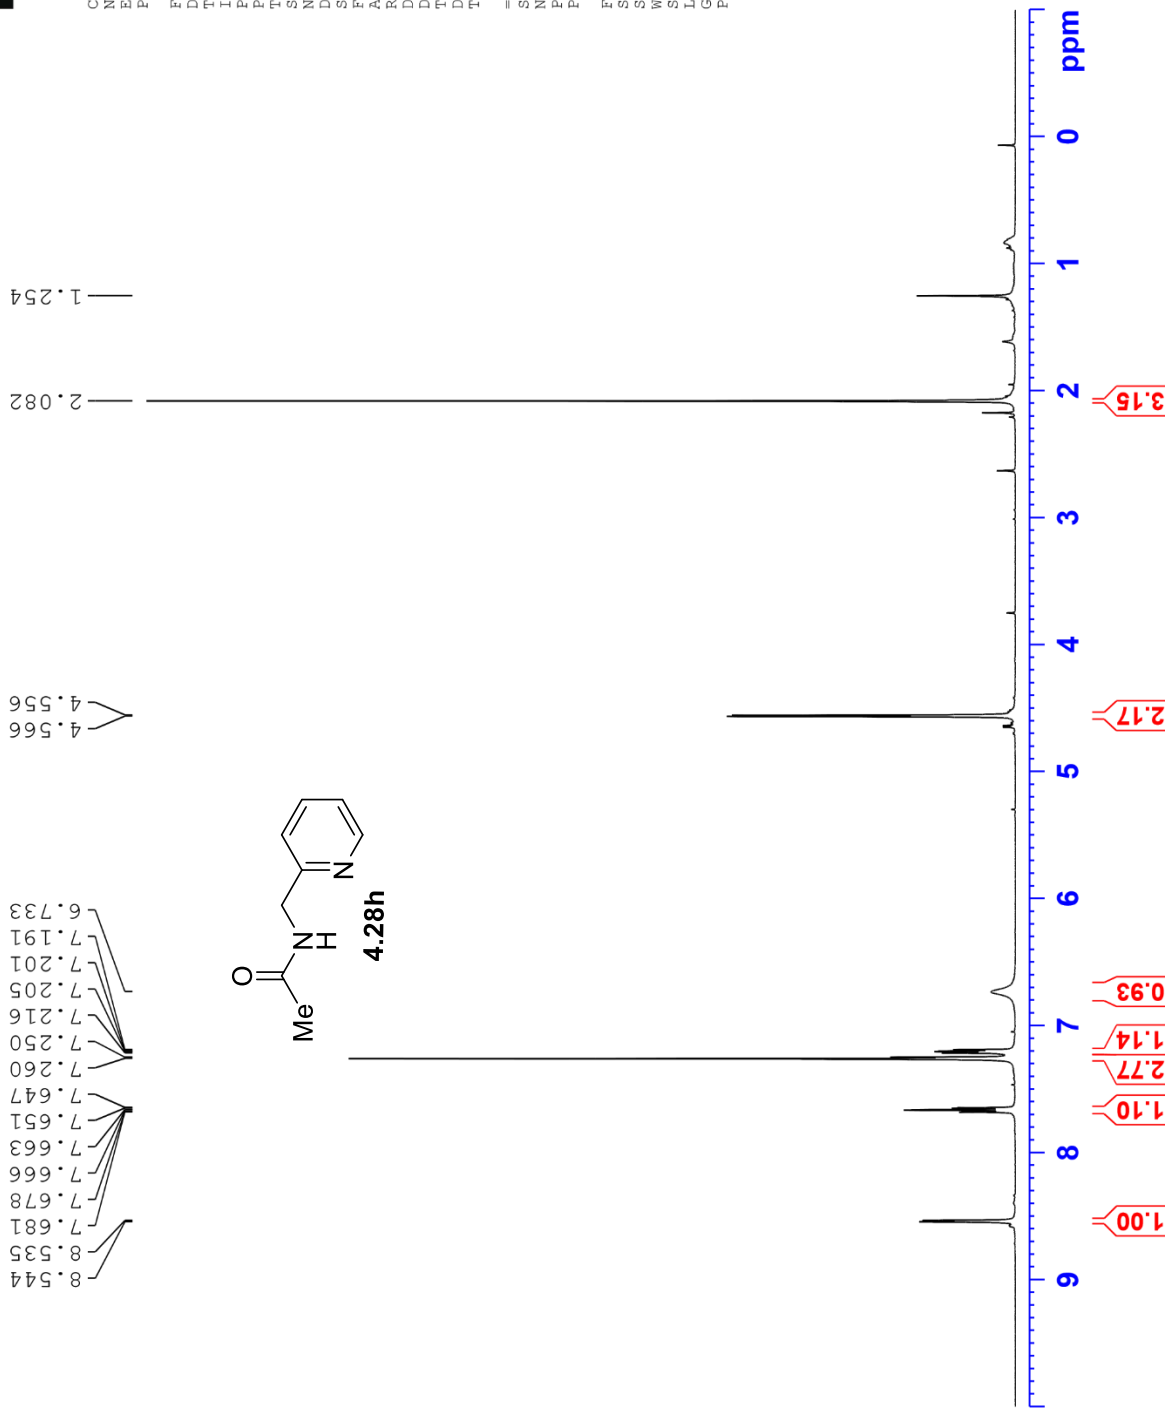 C
N
E
P
F
D
T
I
P
P
T
S
N
D
S
F
A
R
D
D
T
D
T
=
S
N
P
P
F
S
S
W
S
L
G
P
8.544
8.535
7.681
7.678
7.666
7.663
7.651
7.647
7.260
7.250
7.216
7.205
7.201
7.191
6.733
4.566
4.556
2.082
1.254
O
Me
N
H
N
4.28h
9 8 7 6 5 4 3 2 1 0 ppm
1.00
1.10
2.77
1.14
0.93
2.17
3.15